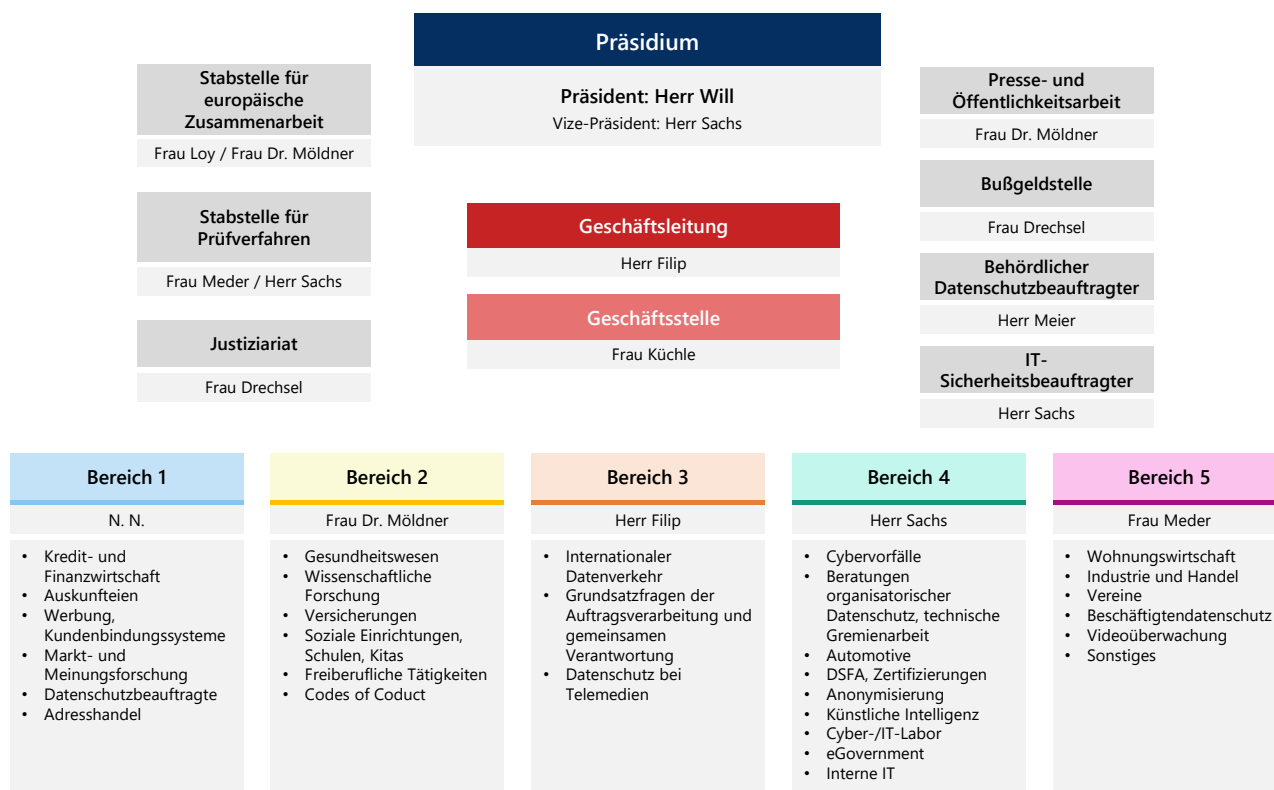 Präsidium
Präsident: Herr Will
Vize-Präsident: Herr Sachs
Stabstelle für
europäische
Zusammenarbeit
Frau Loy / Frau Dr. Möldner
Stabstelle für
Prüfverfahren
Frau Meder / Herr Sachs
Justiziariat
Frau Drechsel
Geschäftsleitung
Herr Filip
Geschäftsstelle
Frau Küchle
Presse- und
Öffentlichkeitsarbeit
Frau Dr. Möldner
Bußgeldstelle
Frau Drechsel
Behördlicher
Datenschutzbeauftragter
Herr Meier
IT-
Sicherheitsbeauftragter
Herr Sachs
Bereich 1
N. N.
• Kredit- und
Finanzwirtschaft
• Auskunfteien
• Werbung,
Kundenbindungssysteme
• Markt- und
Meinungsforschung
• Datenschutzbeauftragte
• Adresshandel
Bereich 2
Frau Dr. Möldner
• Gesundheitswesen
• Wissenschaftliche
Forschung
• Versicherungen
• Soziale Einrichtungen,
Schulen, Kitas
• Freiberufliche Tätigkeiten
• Codes of Coduct
Bereich 3
Herr Filip
• Internationaler
Datenverkehr
• Grundsatzfragen der
Auftragsverarbeitung und
gemeinsamen
Verantwortung
• Datenschutz bei
Telemedien
Bereich 4
Herr Sachs
• Cybervorfälle
• Beratungen
organisatorischer
Datenschutz, technische
Gremienarbeit
• Automotive
• DSFA, Zertifizierungen
• Anonymisierung
• Künstliche Intelligenz
• Cyber-/IT-Labor
• eGovernment
• Interne IT
Bereich 5
Frau Meder
• Wohnungswirtschaft
• Industrie und Handel
• Vereine
• Beschäftigtendatenschutz
• Videoüberwachung
• Sonstiges